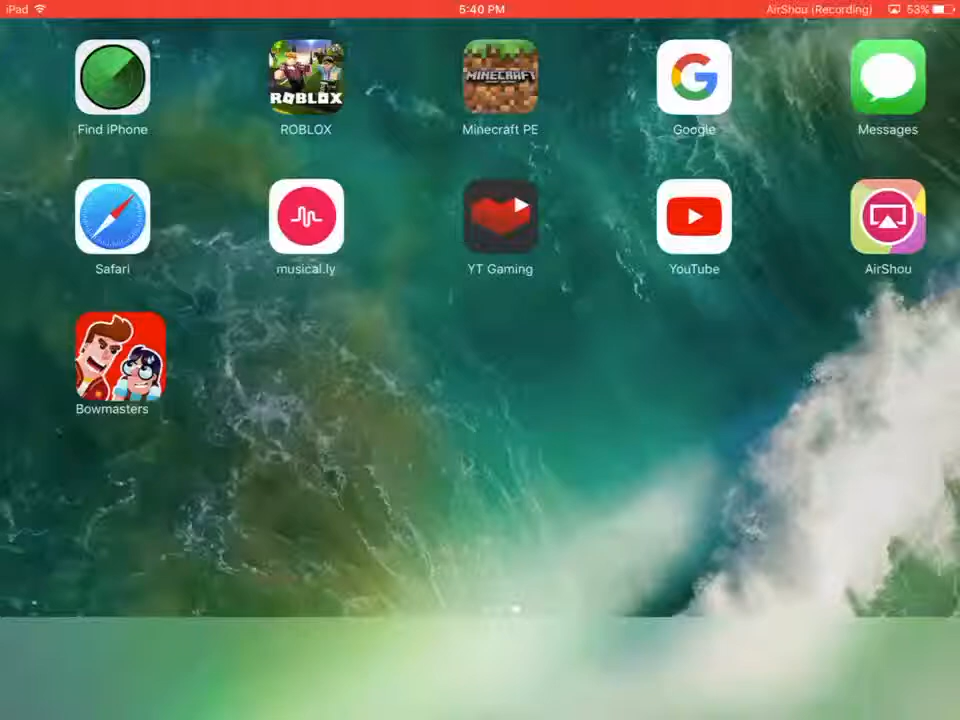 iPad 5:40 PM AirShou (Recording) 53%
ROBLOX MINECRAFT G
Find iPhone ROBLOX Minecraft PE Google Messages
Safari musical.ly YT Gaming YouTube AirShou
Bowmasters